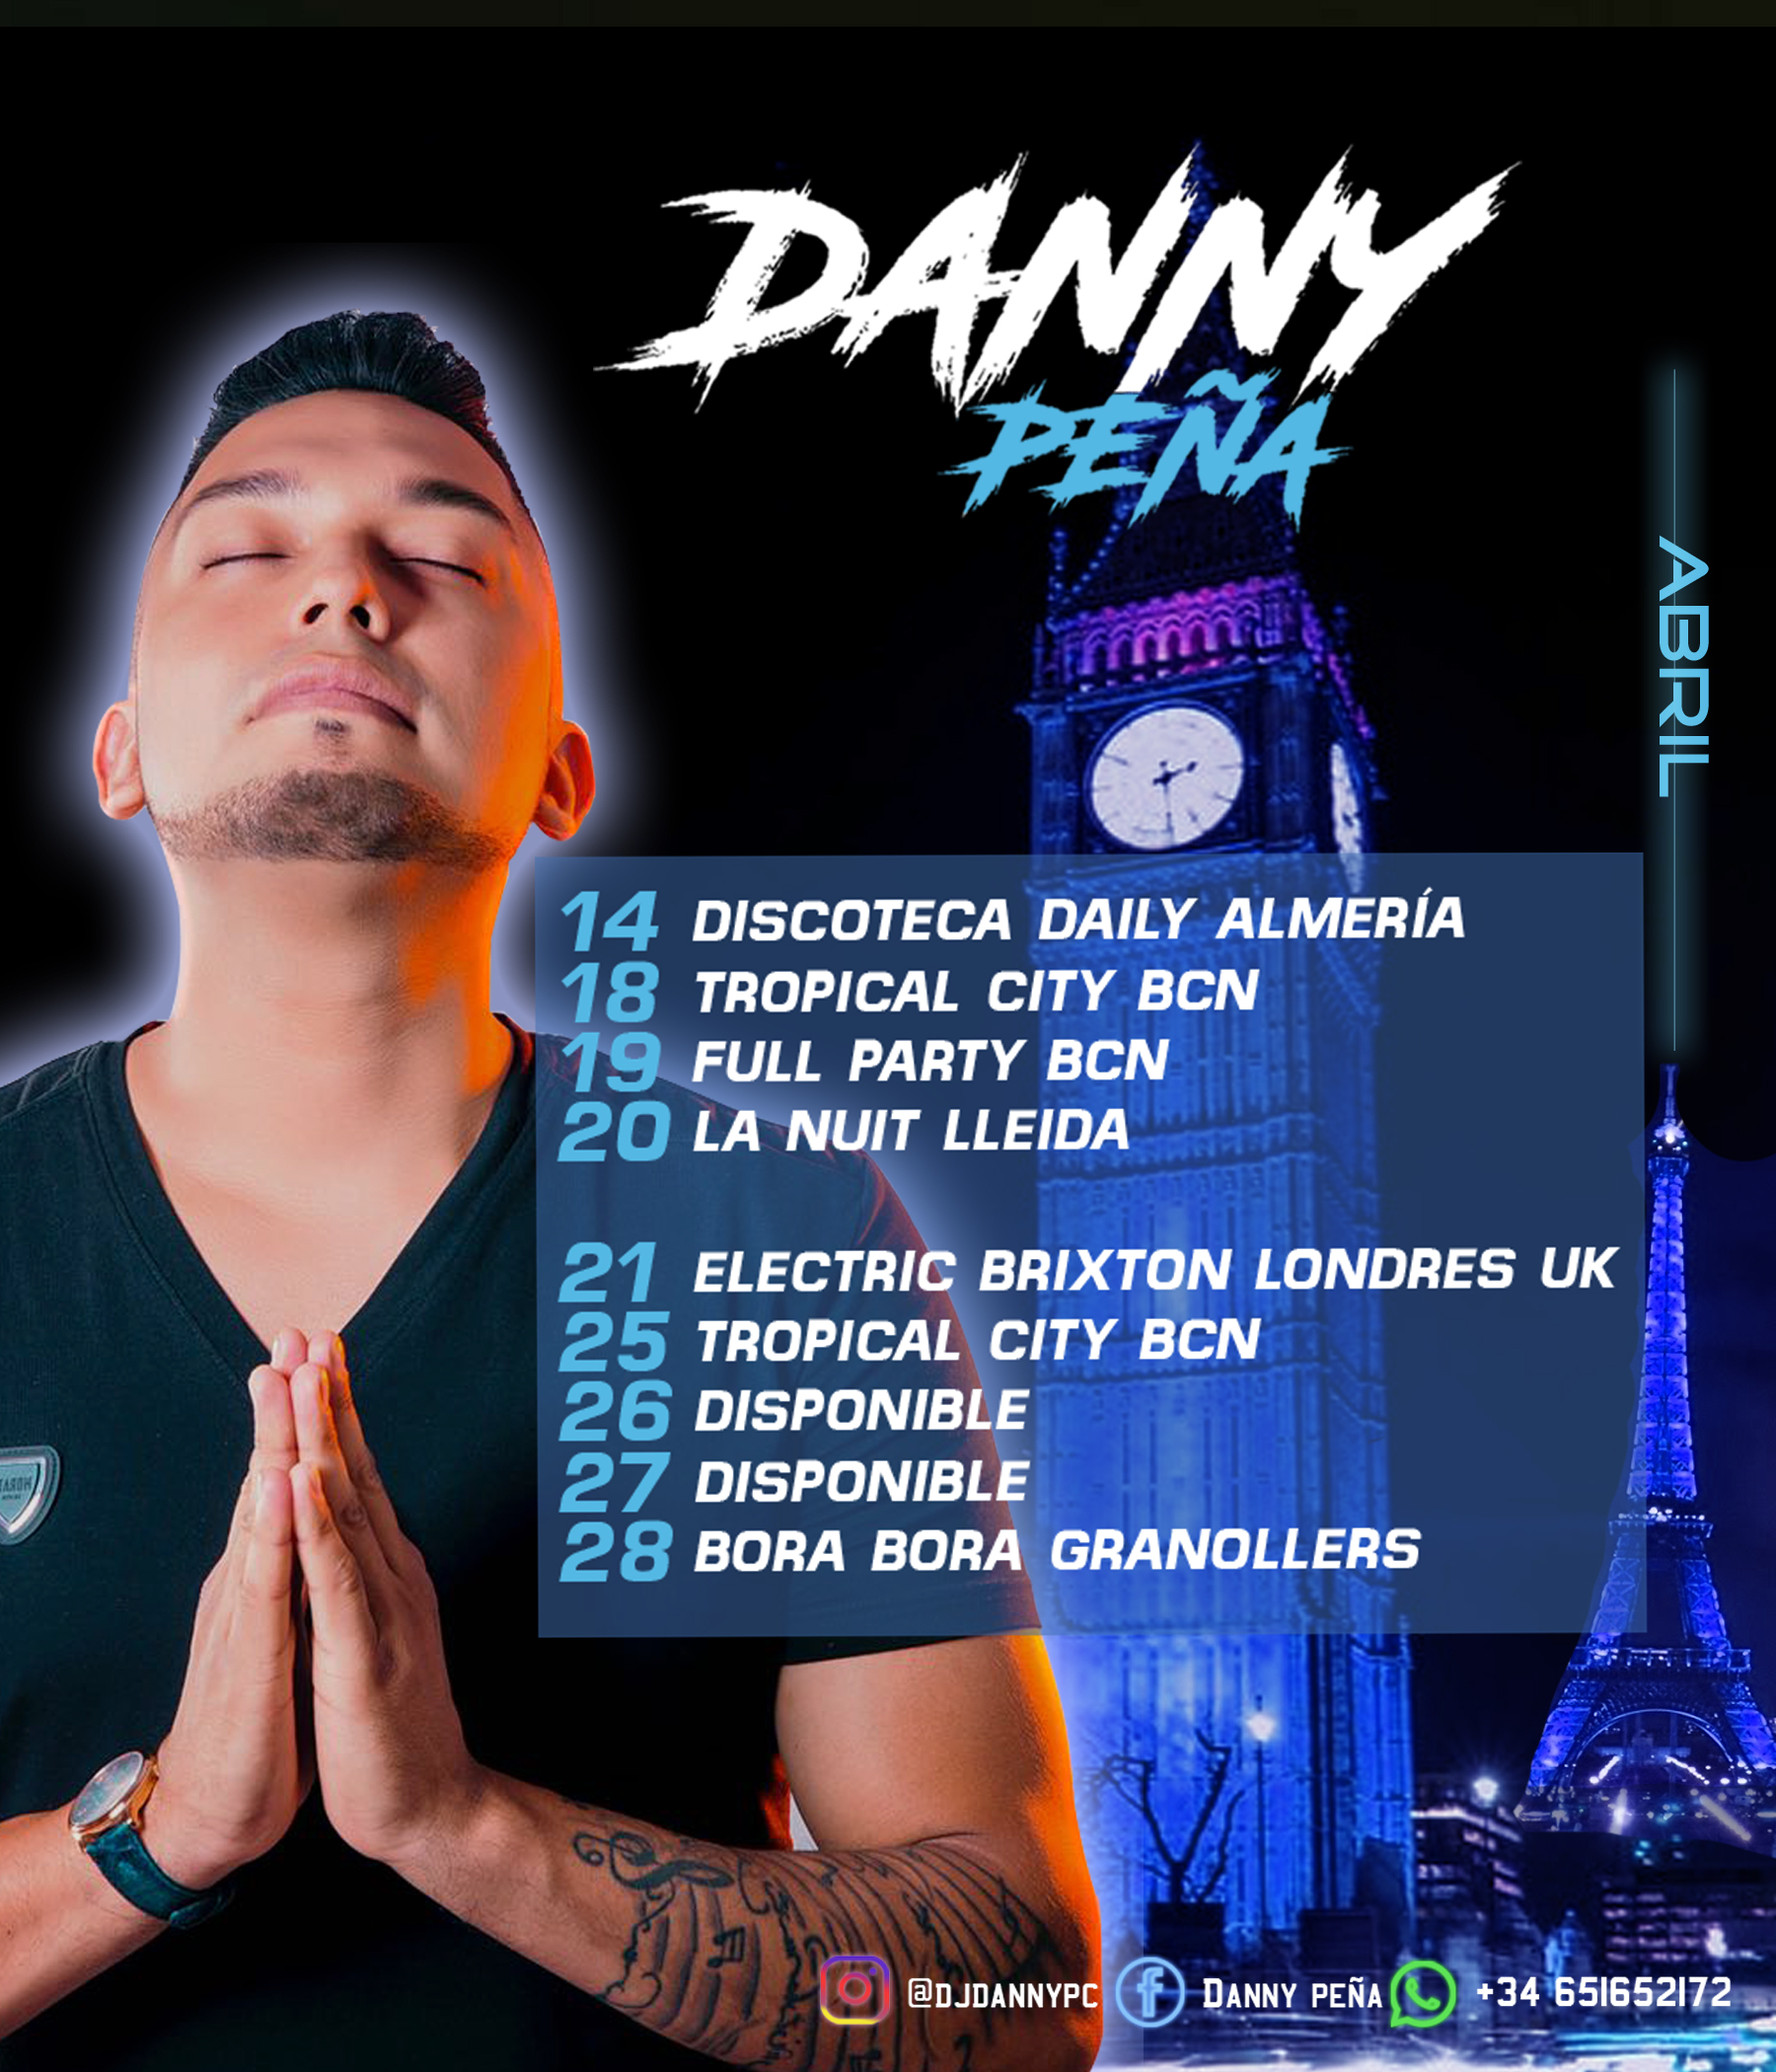 DANNY
PEÑA
ABRIL
14 DISCOTECA DAILY ALMERÍA
18 TROPICAL CITY BCN
19 FULL PARTY BCN
20 LA NUIT LLEIDA
21 ELECTRIC BRIXTON LONDRES UK
25 TROPICAL CITY BCN
26 DISPONIBLE
27 DISPONIBLE
28 BORA BORA GRANOLLERS
@DJDANNYPC DANNY PEÑA +34 651652172